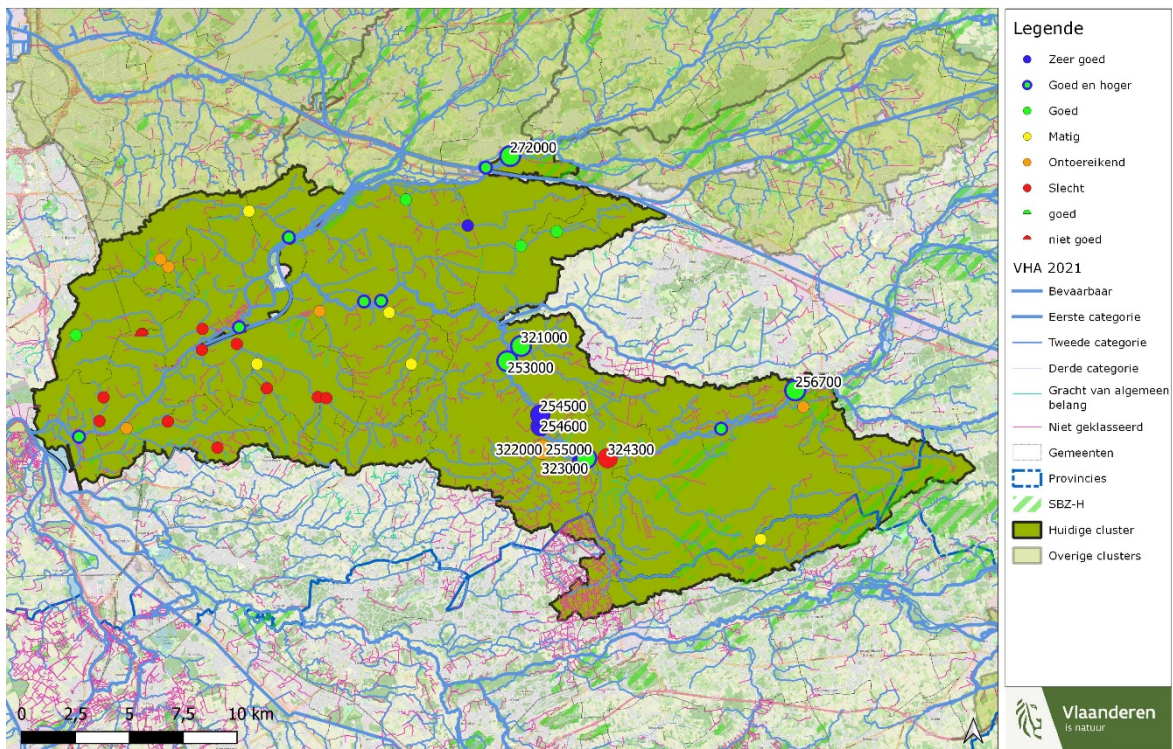 272000
321000
253000
256700
254500
254600
322000 255000 324300
323000
0 2,5 5 7,5 10 km
Legende
Zeer goed
Goed en hoger
Goed
Matig
Ontoereikend
Slecht
goed
niet goed
VHA 2021
Bevaarbaar
Eerste categorie
Tweede categorie
Derde categorie
Gracht van algemeen
belang
Niet geklasseerd
Gemeenten
Provincies
SBZ-H
Huidige cluster
Overige clusters
Vlaanderen
is natuur